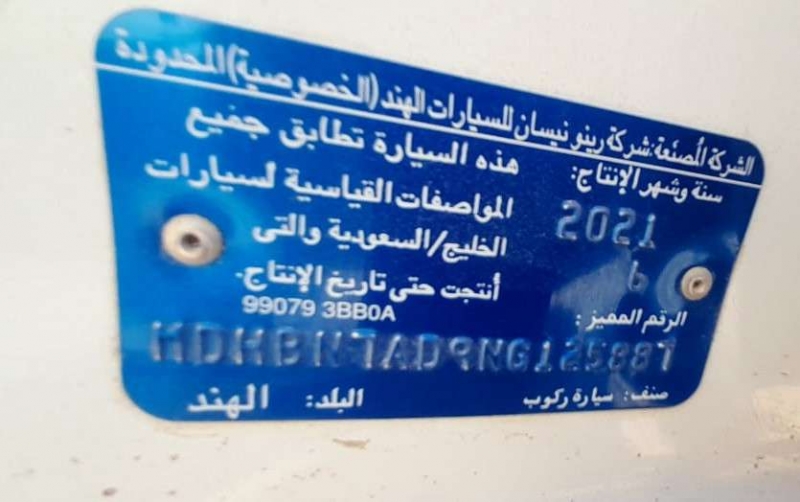 الشركة المصنعة: شركة رينو نيسان للسيارات الهند (الخصوصية) المحدودة
سنة وشهر الإنتاج:
2021
6
هذه السيارة تطابق جميع
المواصفات القياسية لسيارات
الخليج/السعودية والتى
أنتجت حتى تاريخ الإنتاج.
99079 3BB0A
الرقم المميز:
MDHBN7AD9NG125887
صنف: سيارة ركوب
البلد: الهند